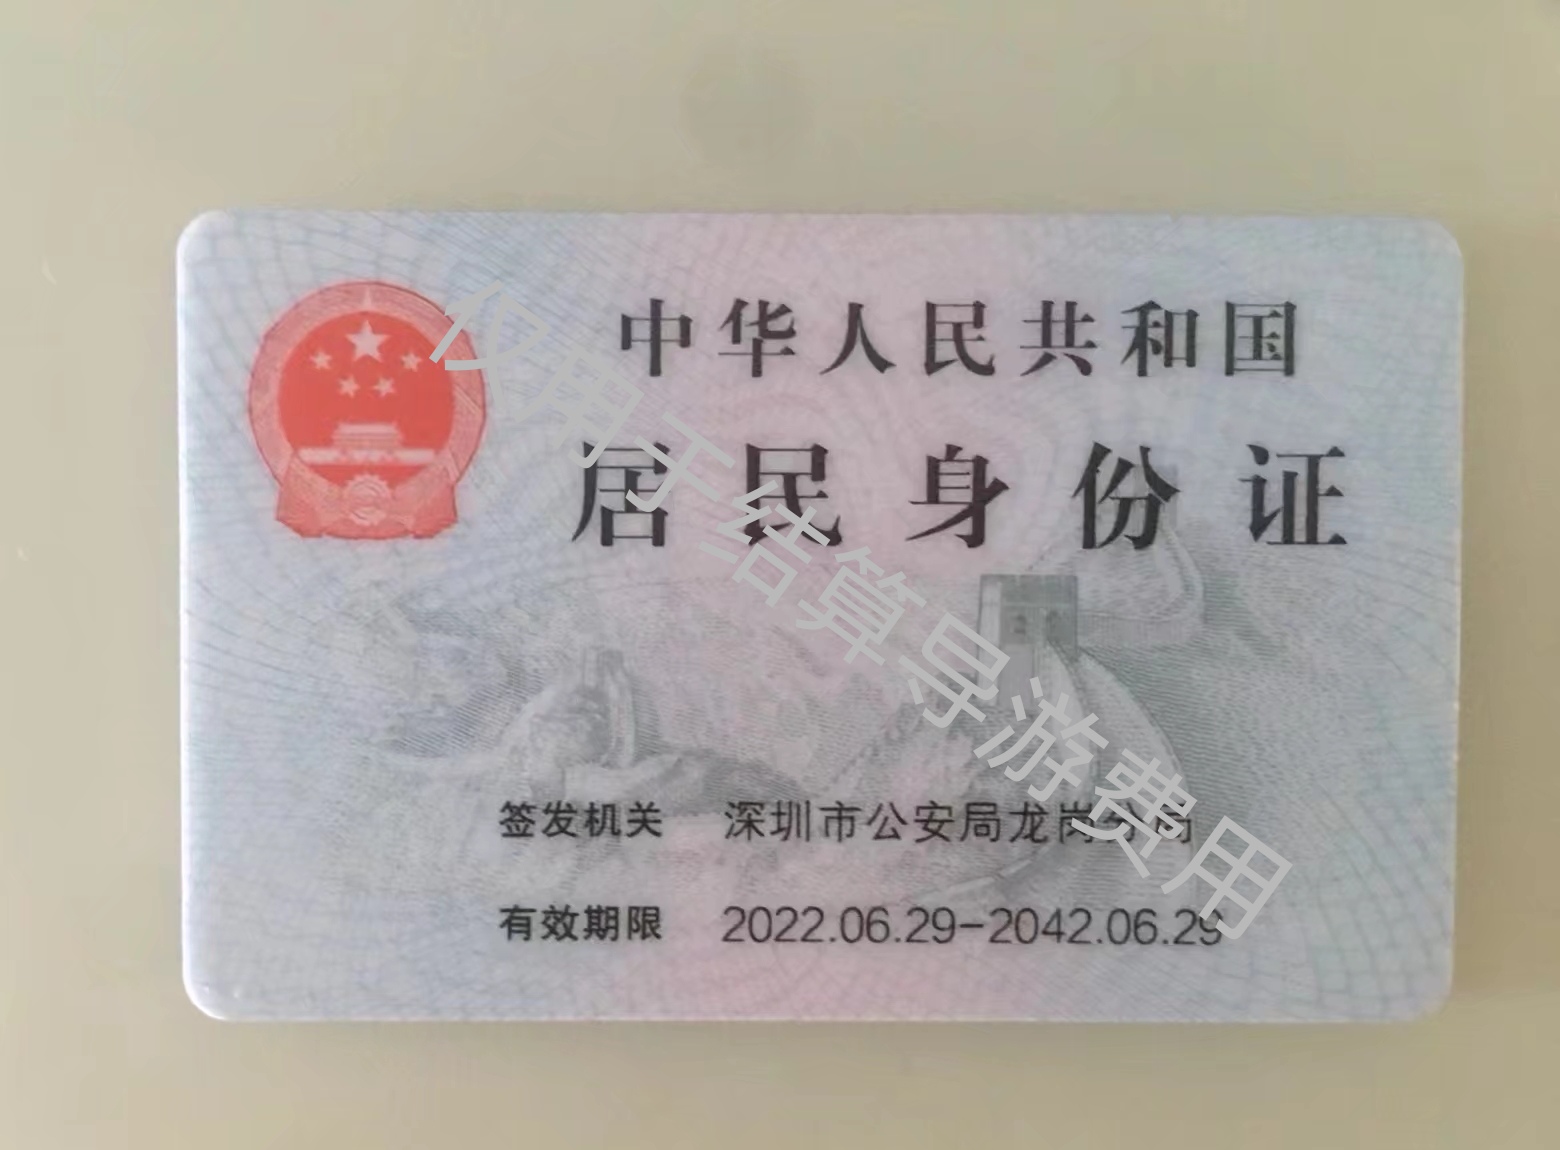 中华人民共和国
居民身份证
签发机关 深圳市公安局龙岗分局
有效期限 2022.06.29-2042.06.29
仅用于结算导游费用